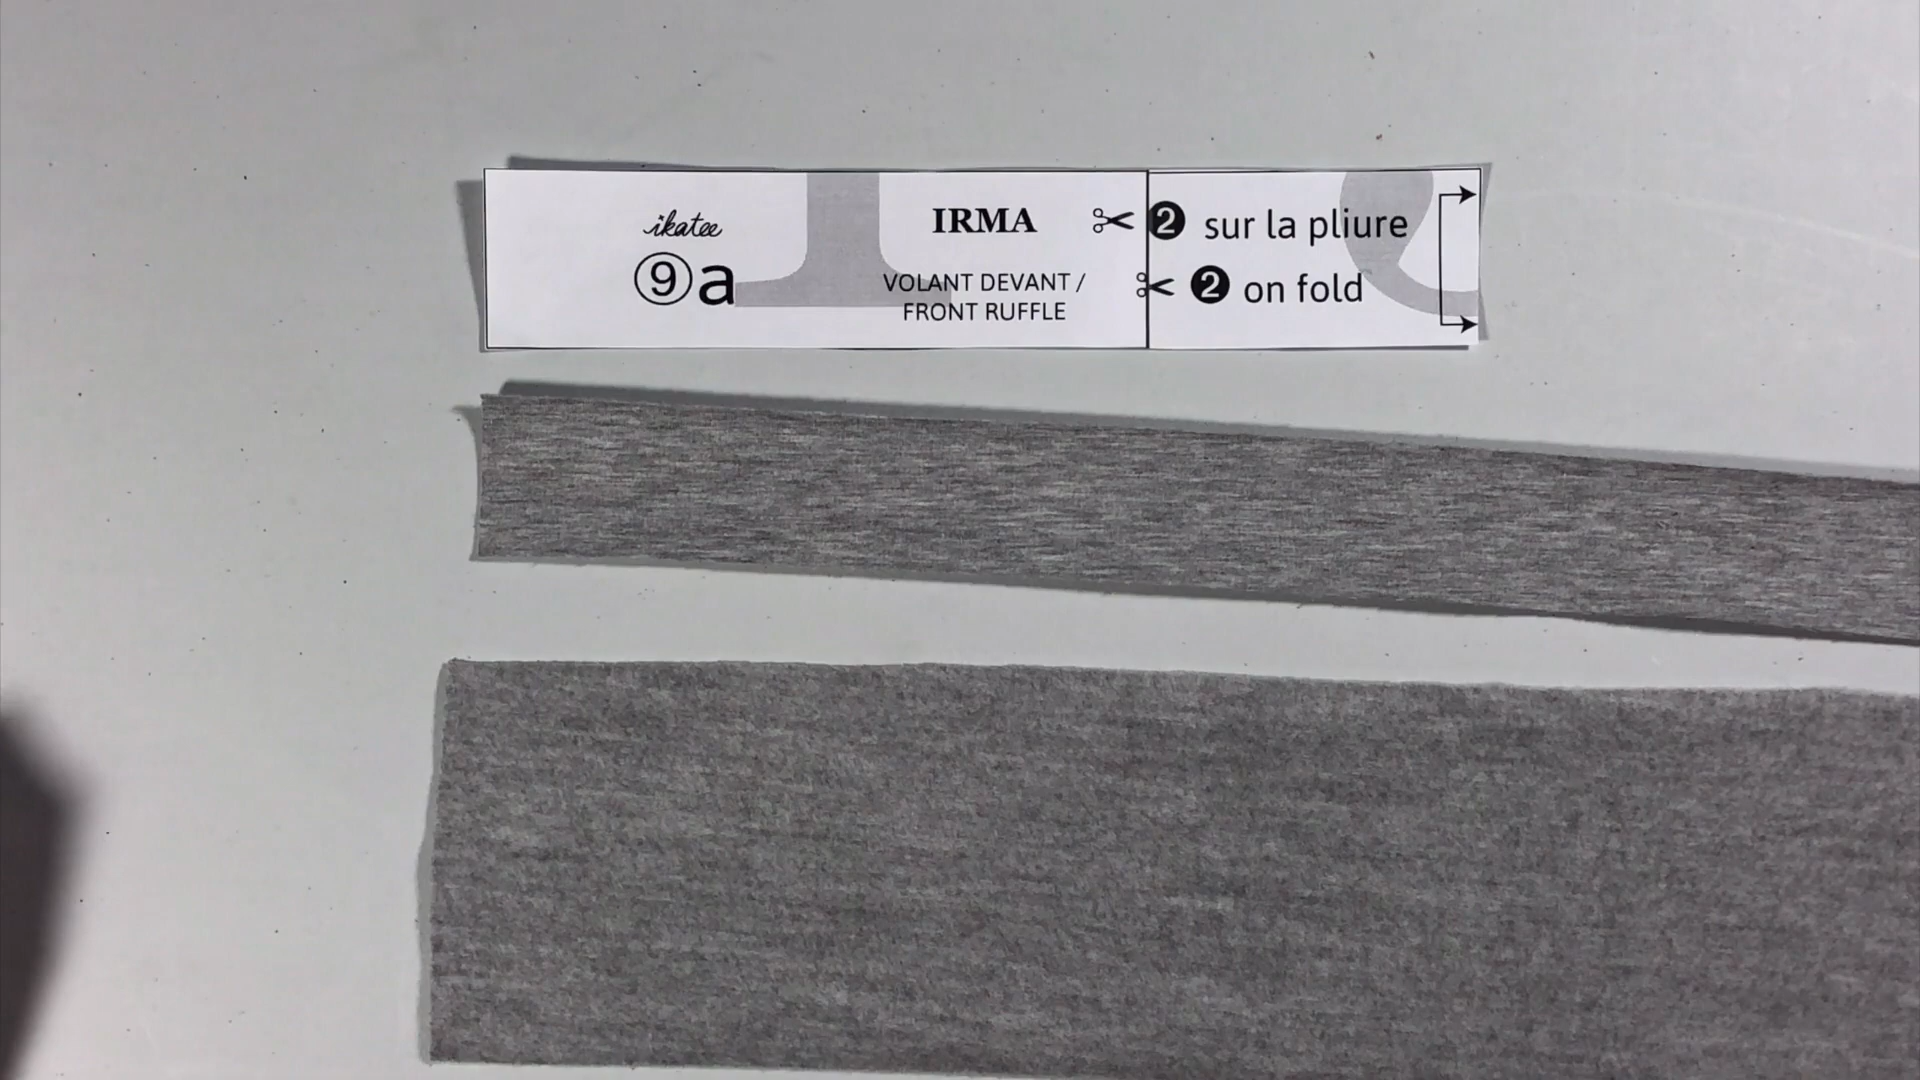 ikatee
⑨a
IRMA
VOLANT DEVANT /
FRONT RUFFLE
❷ sur la pliure
❷ on fold